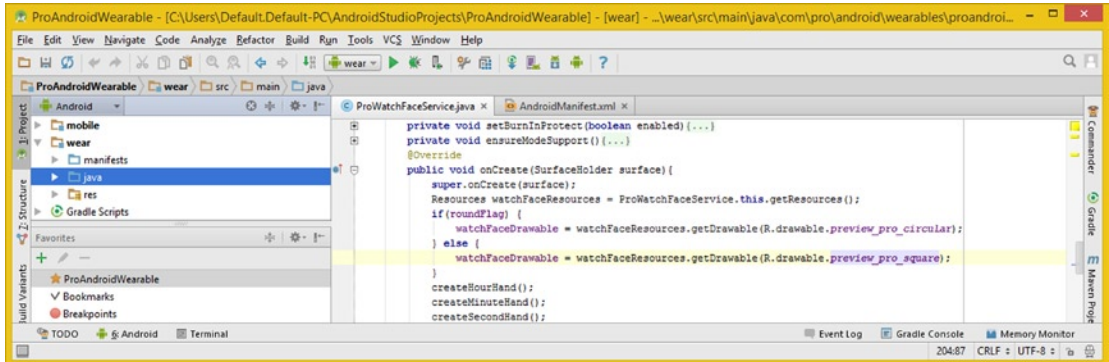 ProAndroidWearable - [C:\Users\Default.Default-PC\AndroidStudioProjects\ProAndroidWearable] - [wear] - ...\wear\src\main\java\com\pro\android\wearables\proandroi...
File Edit View Navigate Code Analyze Refactor Build Run Tools VCS Window Help
wear
ProAndroidWearable wear src main java
1: Project
Android
mobile
wear
manifests
java
res
Gradle Scripts
Z: Structure
Favorites
ProAndroidWearable
Bookmarks
Breakpoints
Build Variants
ProWatchFaceService.java × AndroidManifest.xml ×
private void setBurnInProtect(boolean enabled){...}
private void ensureModeSupport(){...}
@Override
public void onCreate(SurfaceHolder surface){
super.onCreate(surface);
Resources watchFaceResources = ProWatchFaceService.this.getResources();
if(roundFlag) {
watchFaceDrawable = watchFaceResources.getDrawable(R.drawable.preview_pro_circular);
} else {
watchFaceDrawable = watchFaceResources.getDrawable(R.drawable.preview_pro_square);
}
createHourHand();
createMinuteHand();
createSecondHand();
Commander
Gradle
m Maven Proje
TODO 6: Android Terminal Event Log Gradle Console Memory Monitor
204:87 CRLF UTF-8